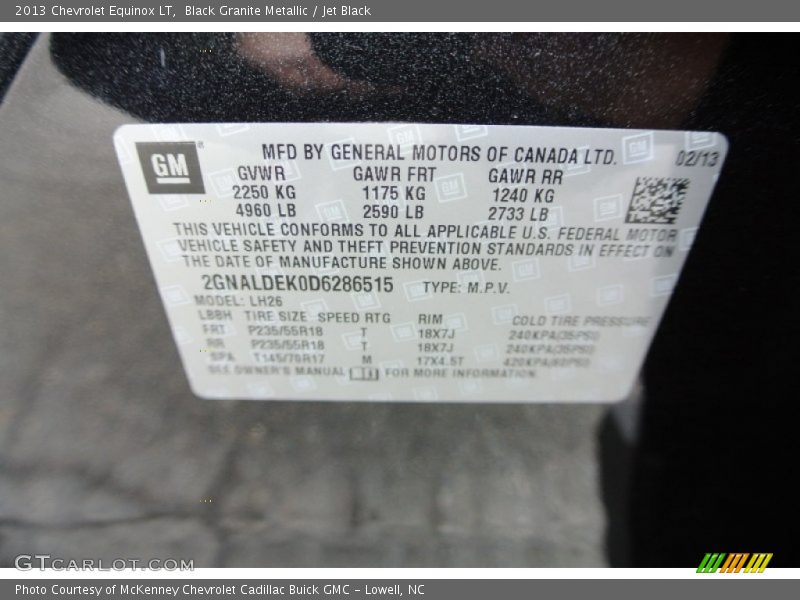 2013 Chevrolet Equinox LT,  Black Granite Metallic / Jet Black
GM
MFD BY GENERAL MOTORS OF CANADA LTD. 02/13
GVWR GAWR FRT GAWR RR
2250 KG 1175 KG 1240 KG
4960 LB 2590 LB 2733 LB
THIS VEHICLE CONFORMS TO ALL APPLICABLE U.S. FEDERAL MOTOR
VEHICLE SAFETY AND THEFT PREVENTION STANDARDS IN EFFECT ON
THE DATE OF MANUFACTURE SHOWN ABOVE.
2GNALDEK0D6286515 TYPE: M.P.V.
MODEL: LH26
LBBH TIRE SIZE SPEED RTG RIM COLD TIRE PRESSURE
FRT P235/55R18 T 18X7J 240KPA(35PSI)
RR P235/55R18 T 18X7J 240KPA(35PSI)
SPA T145/70R17 M 17X4.5T 420KPA(60PSI)
SEE OWNER'S MANUAL FOR MORE INFORMATION.
GTCARLOT.COM
Photo Courtesy of McKenney Chevrolet Cadillac Buick GMC - Lowell, NC